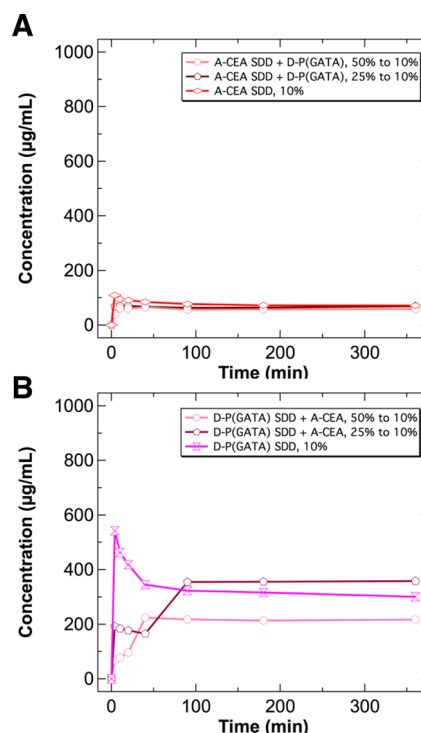 A
1000
800
600
400
200
0
Concentration (µg/mL)
A-CEA SDD + D-P(GATA), 50% to 10%
A-CEA SDD + D-P(GATA), 25% to 10%
A-CEA SDD, 10%
0 100 200 300
Time (min)
B
1000
800
600
400
200
0
Concentration (µg/mL)
D-P(GATA) SDD + A-CEA, 50% to 10%
D-P(GATA) SDD + A-CEA, 25% to 10%
D-P(GATA) SDD, 10%
0 100 200 300
Time (min)